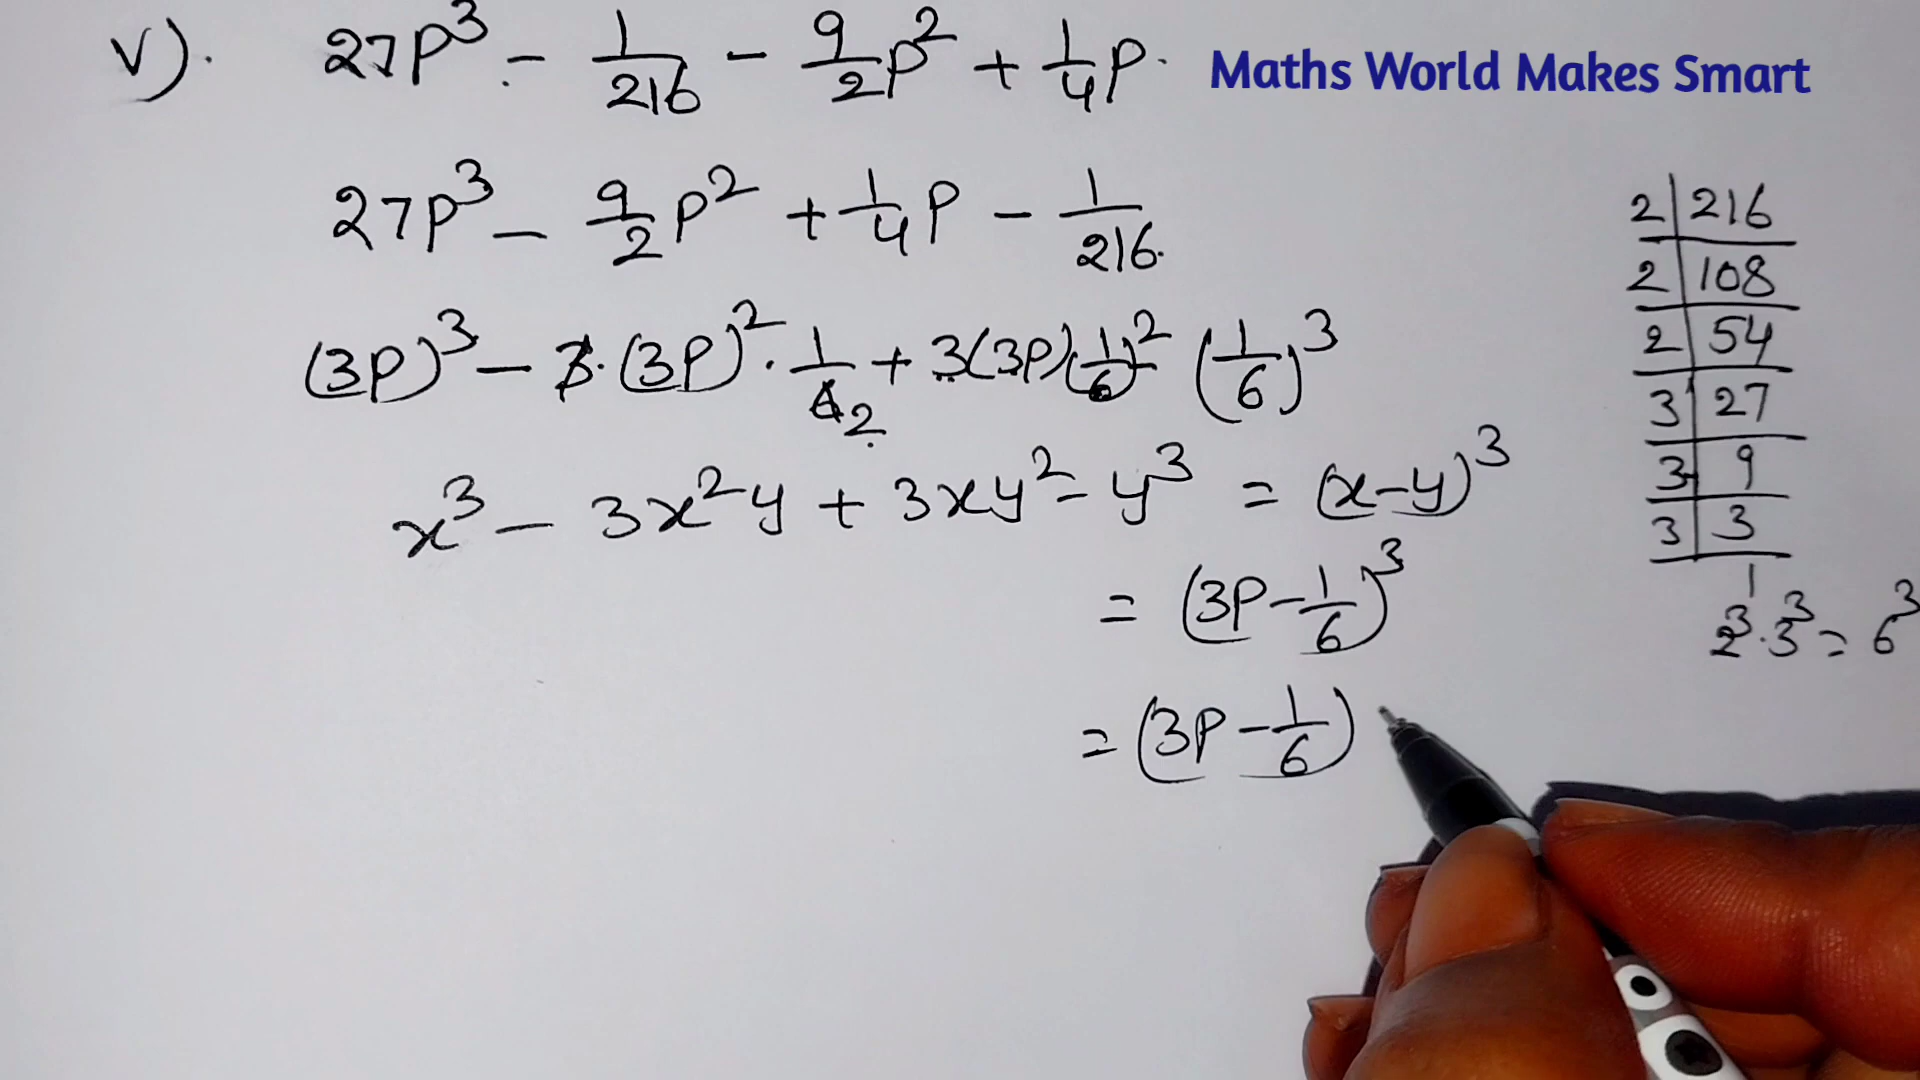 v). 27p³ - 1/216 - 9/2 p² + 1/4 p. Maths World Makes Smart
27p³ - 9/2 p² + 1/4 p - 1/216.
(3p)³ - 3·(3p)²·1/6 2 + 3(3p)(1/6)² - (1/6)³
x³ - 3x²y + 3xy² - y³ = (x-y)³
= (3p - 1/6)³
= (3p - 1/6)
2 | 216
2 | 108
2 | 54
3 | 27
3 | 9
3 | 3
1
2³·3³ = 6³